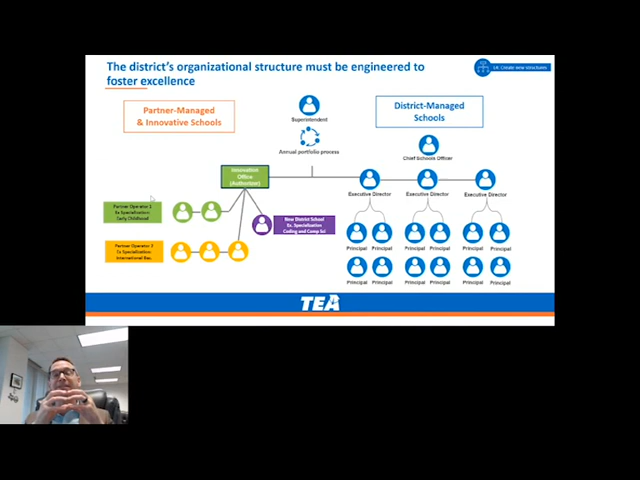 The district's organizational structure must be engineered to
foster excellence
1A: Create new structures
Partner-Managed
& Innovative Schools
Superintendent
Annual portfolio process
District-Managed
Schools
Chief Schools Officer
Innovation
Office
(Authorizer)
Executive Director
Executive Director
Executive Director
Partner Operator 1
Ex Specialization:
Early Childhood
New District School
Ex. Specialization
Coding and Comp Sci
Principal
Principal
Principal
Principal
Principal
Principal
Partner Operator 2
Ex Specialization:
International Bac.
Principal
Principal
Principal
Principal
Principal
Principal
TEA